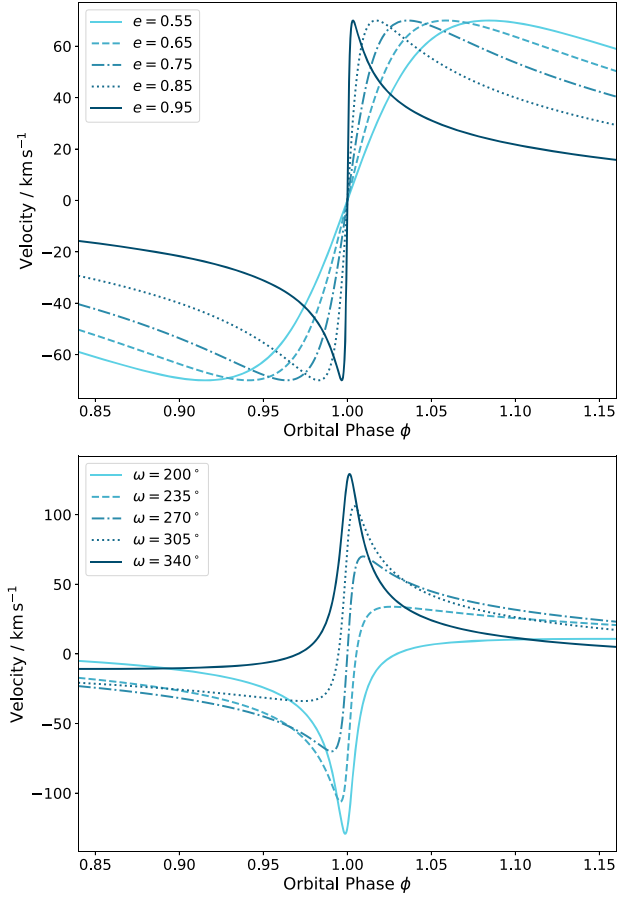 e = 0.55
e = 0.65
e = 0.75
e = 0.85
e = 0.95
60
40
20
0
−20
−40
−60
Velocity / km s⁻¹
0.85 0.90 0.95 1.00 1.05 1.10 1.15
Orbital Phase ϕ
ω = 200°
ω = 235°
ω = 270°
ω = 305°
ω = 340°
100
50
0
−50
−100
Velocity / km s⁻¹
0.85 0.90 0.95 1.00 1.05 1.10 1.15
Orbital Phase ϕ